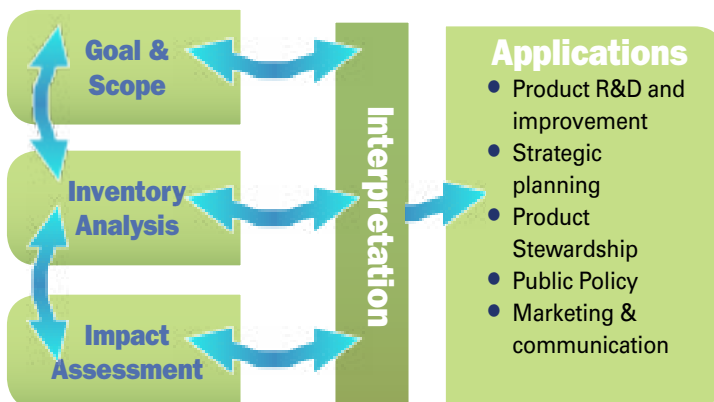 Goal &
Scope
Inventory
Analysis
Impact
Assessment
Interpretation
Applications
Product R&D and
improvement
Strategic
planning
Product
Stewardship
Public Policy
Marketing &
communication